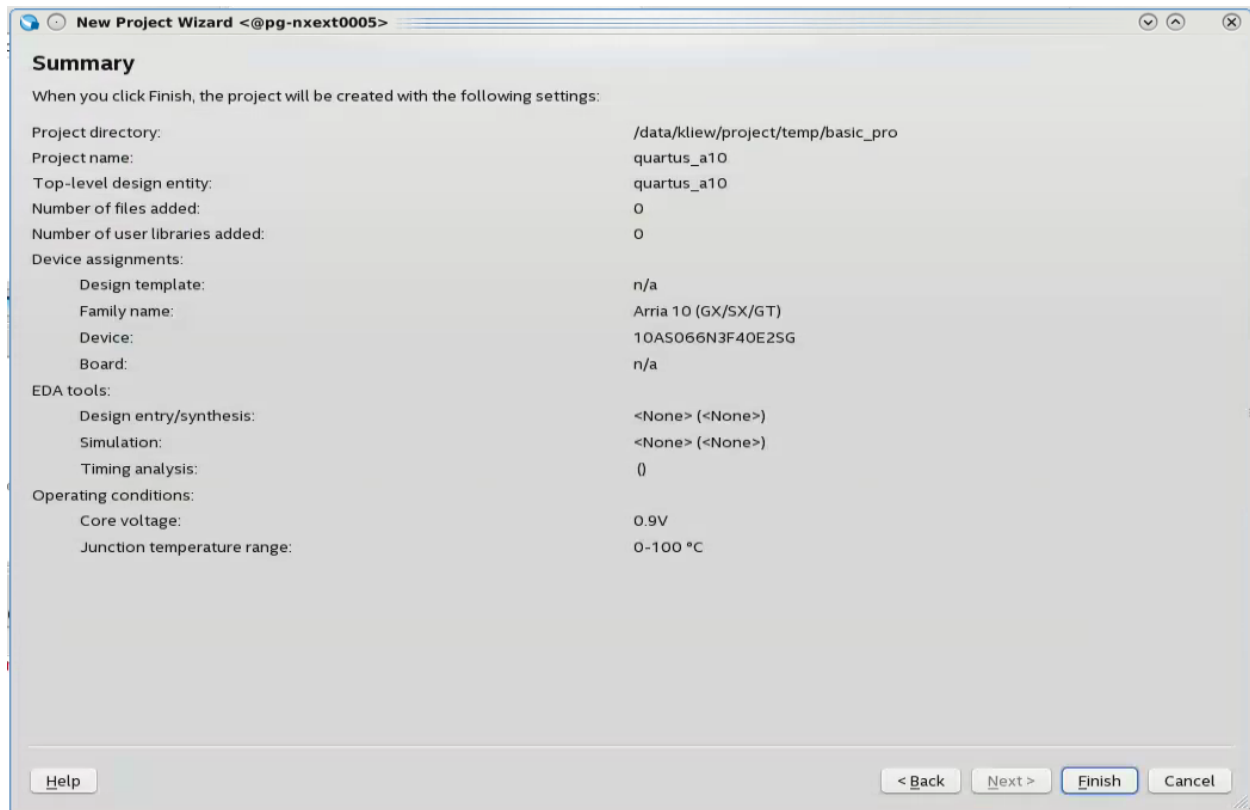 New Project Wizard <@pg-nxext0005>
Summary
When you click Finish, the project will be created with the following settings:
Project directory: /data/kliew/project/temp/basic_pro
Project name: quartus_a10
Top-level design entity: quartus_a10
Number of files added: 0
Number of user libraries added: 0
Device assignments:
Design template: n/a
Family name: Arria 10 (GX/SX/GT)
Device: 10AS066N3F40E2SG
Board: n/a
EDA tools:
Design entry/synthesis: <None> (<None>)
Simulation: <None> (<None>)
Timing analysis: ()
Operating conditions:
Core voltage: 0.9V
Junction temperature range: 0-100 °C
Help < Back Next > Finish Cancel